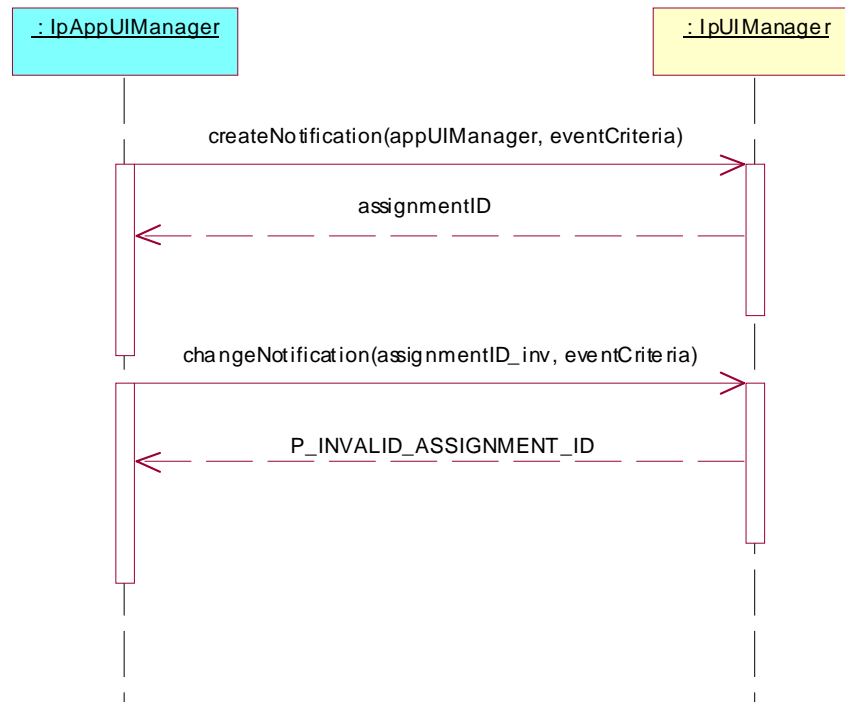 : IpAppUIManager
: IpUIManager
createNotification(appUIManager, eventCriteria)
assignmentID
changeNotification(assignmentID_inv, eventCriteria)
P_INVALID_ASSIGNMENT_ID